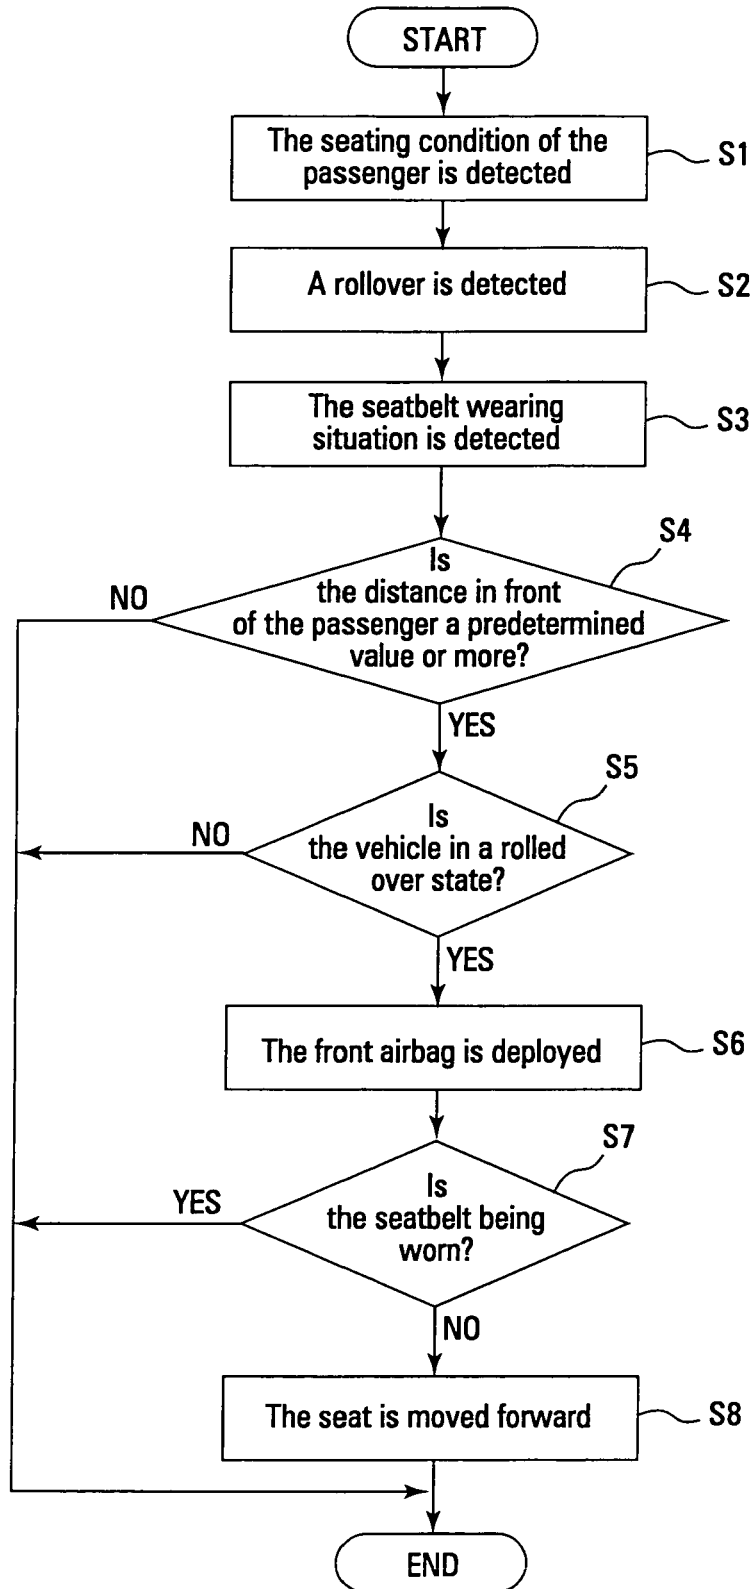 START
The seating condition of the
passenger is detected
S1
A rollover is detected
S2
The seatbelt wearing
situation is detected
S3
S4
Is
the distance in front
of the passenger a predetermined
value or more?
NO
YES
S5
Is
the vehicle in a rolled
over state?
NO
YES
The front airbag is deployed
S6
S7
Is
the seatbelt being
worn?
YES
NO
The seat is moved forward
S8
END